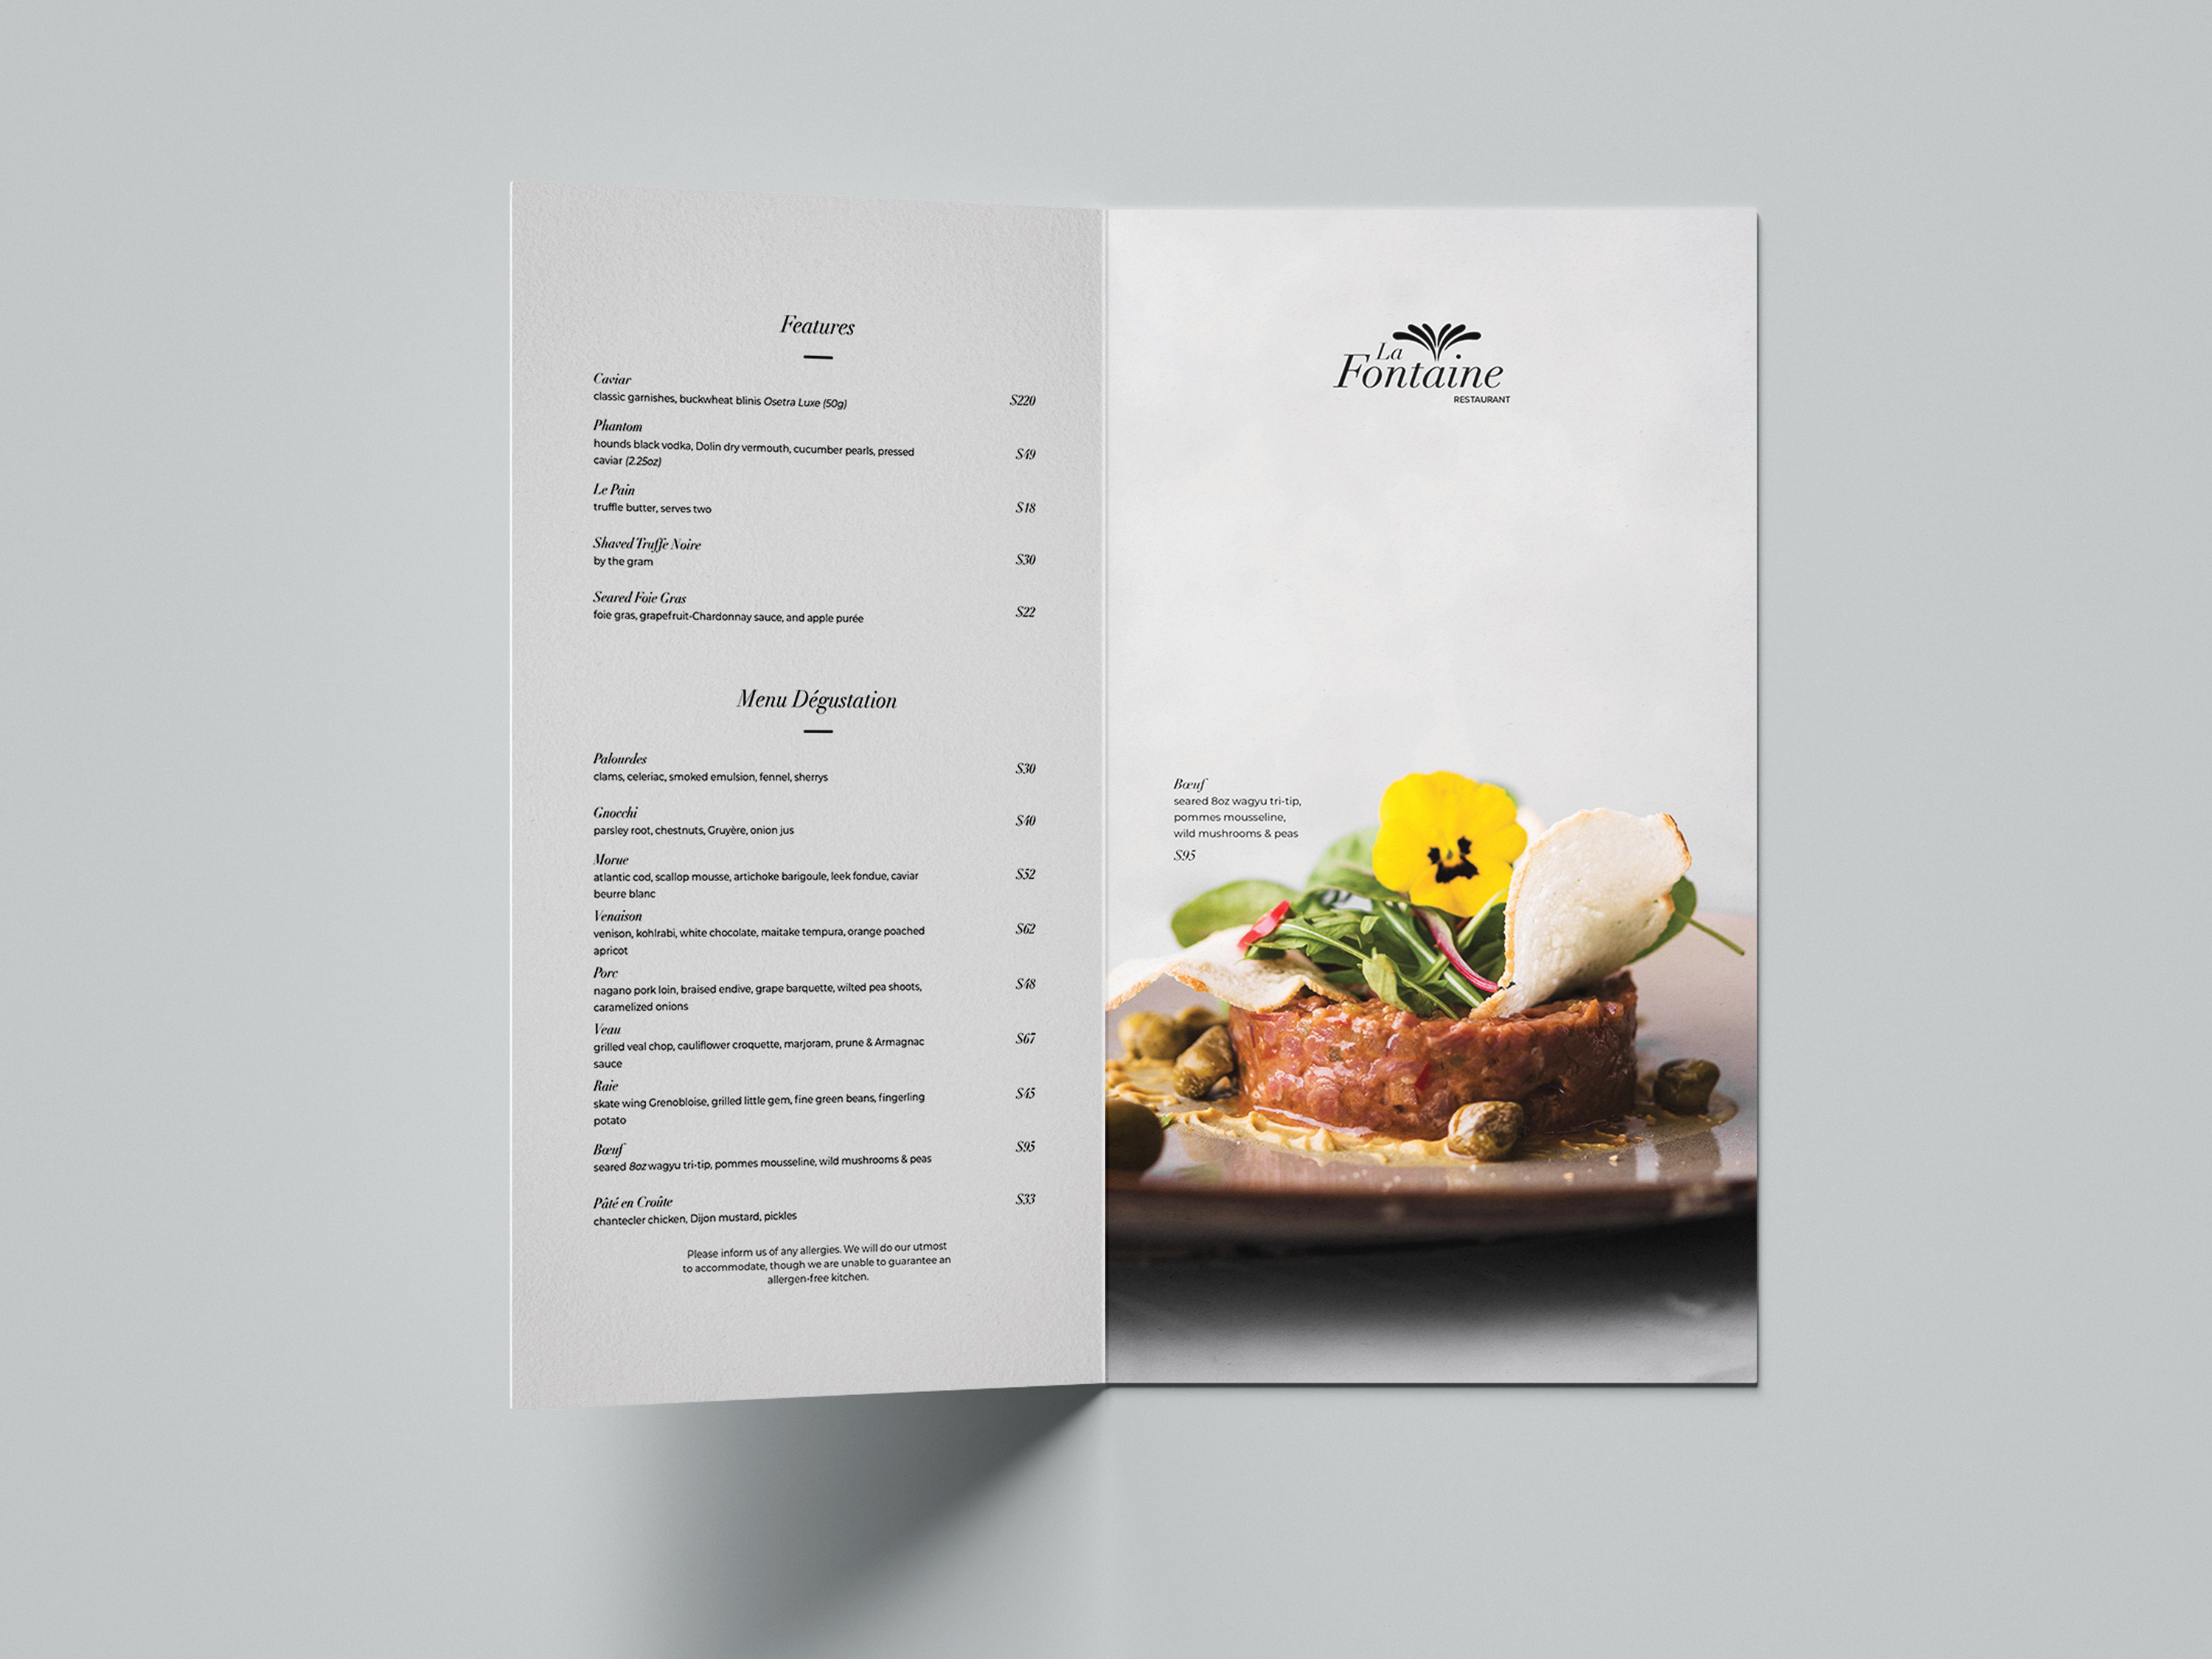 Features
Caviar
classic garnishes, buckwheat blinis Osetra Luxe (50g)
$220
Phantom
hounds black vodka, Dolin dry vermouth, cucumber pearls, pressed
caviar (2.25oz)
$49
Le Pain
truffle butter, serves two
$18
Shaved Truffe Noire
by the gram
$30
Seared Foie Gras
foie gras, grapefruit-Chardonnay sauce, and apple purée
$22
Menu Dégustation
Palourdes
clams, celeriac, smoked emulsion, fennel, sherrys
$30
Gnocchi
parsley root, chestnuts, Gruyère, onion jus
$40
Morue
atlantic cod, scallop mousse, artichoke barigoule, leek fondue, caviar
beurre blanc
$52
Venaison
venison, kohlrabi, white chocolate, maitake tempura, orange poached
apricot
$62
Porc
nagano pork loin, braised endive, grape barquette, wilted pea shoots,
caramelized onions
$48
Veau
grilled veal chop, cauliflower croquette, marjoram, prune & Armagnac
sauce
$67
Raie
skate wing Grenobloise, grilled little gem, fine green beans, fingerling
potato
$45
Bœuf
seared 8oz wagyu tri-tip, pommes mousseline, wild mushrooms & peas
$95
Pâté en Croûte
chantecler chicken, Dijon mustard, pickles
$33
Please inform us of any allergies. We will do our utmost
to accommodate, though we are unable to guarantee an
allergen-free kitchen.
La
Fontaine
RESTAURANT
Bœuf
seared 8oz wagyu tri-tip,
pommes mousseline,
wild mushrooms & peas
$95